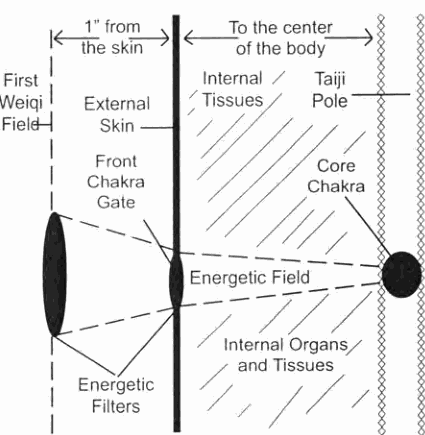 1" from
the skin
To the center
of the body
First
Weiqi
Field
External
Skin
Internal
Tissues
Taiji
Pole
Front
Chakra
Gate
Core
Chakra
Energetic Field
Internal Organs
and Tissues
Energetic
Filters